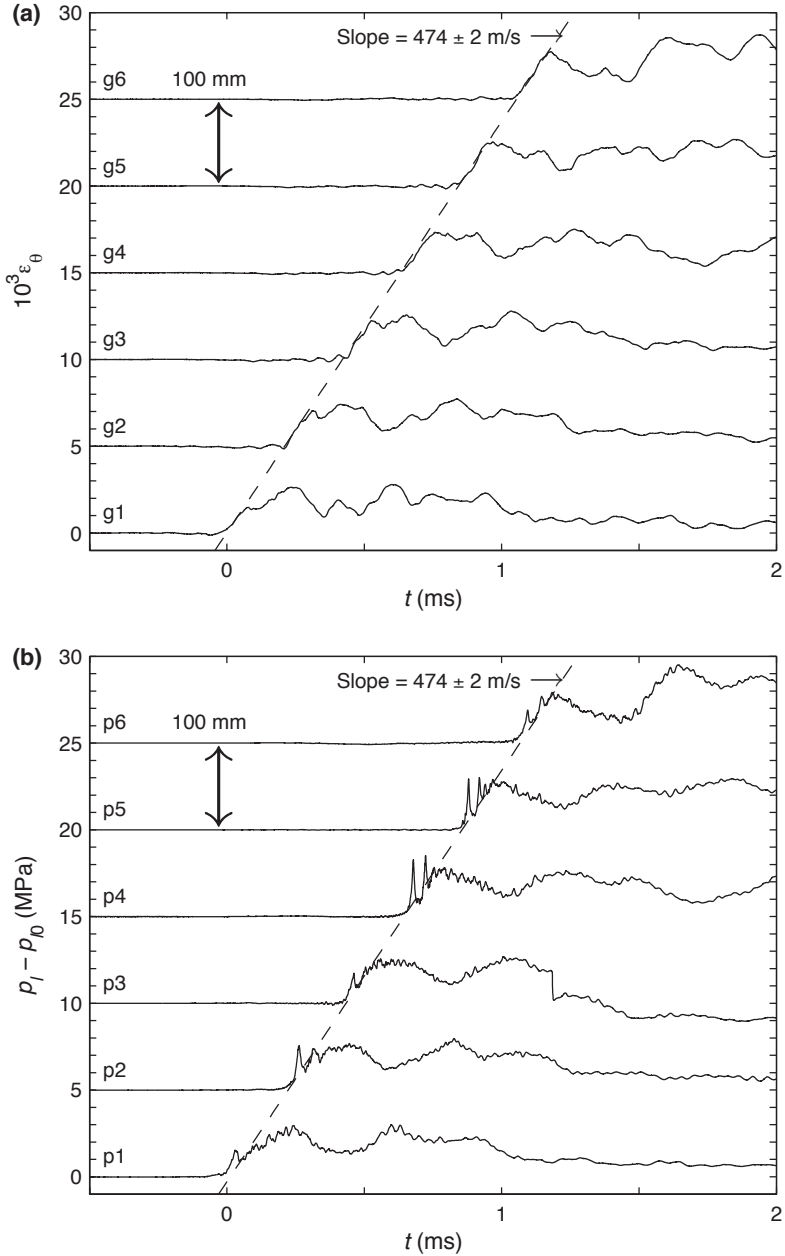 (a)
30
Slope = 474 ± 2 m/s
g6
100 mm
25
g5
20
g4
15
10³ε_θ
g3
10
g2
5
g1
0
0
1
2
t (ms)
(b)
30
Slope = 474 ± 2 m/s
p6
100 mm
25
p5
20
p4
15
p_l – p_l0 (MPa)
p3
10
p2
5
p1
0
0
1
2
t (ms)